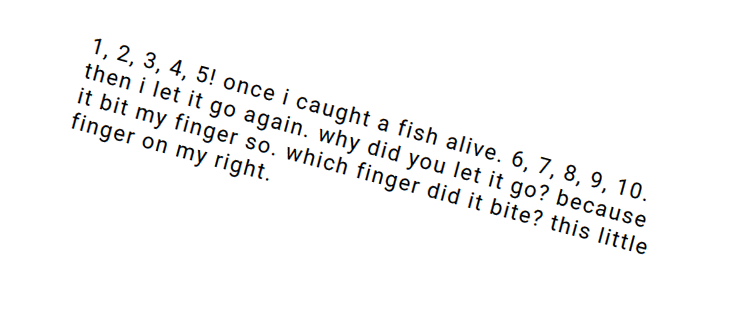 1, 2, 3, 4, 5! once i caught a fish alive. 6, 7, 8, 9, 10.
then i let it go again. why did you let it go? because
it bit my finger so. which finger did it bite? this little
finger on my right.